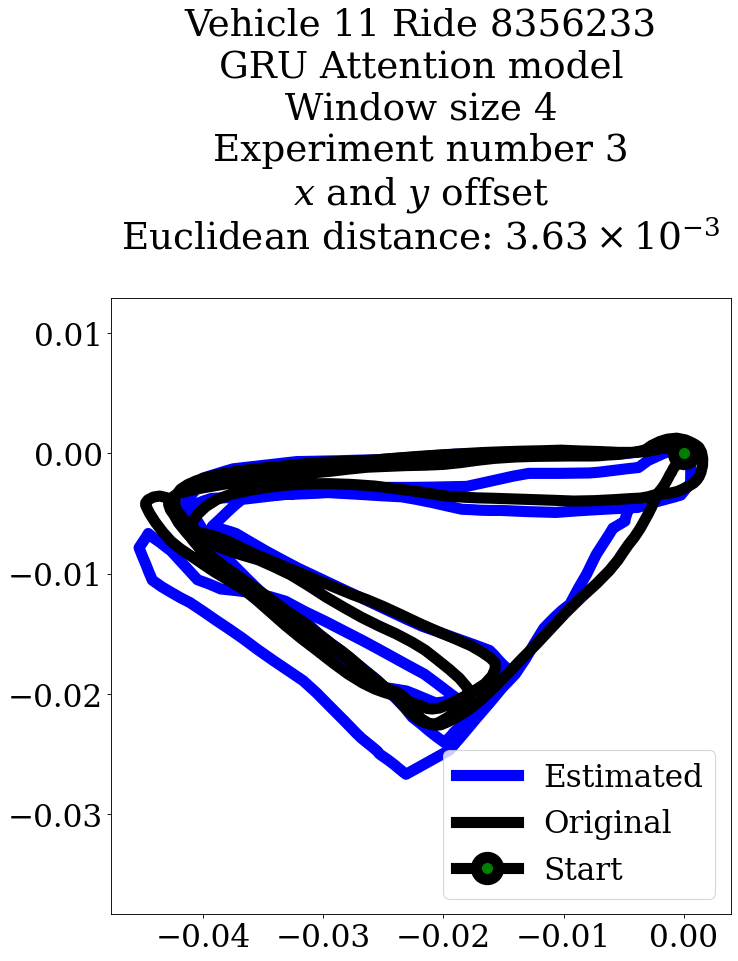 Vehicle 11 Ride 8356233
GRU Attention model
Window size 4
Experiment number 3
x and y offset
Euclidean distance: 3.63 × 10⁻³
0.01
0.00
−0.01
−0.02
−0.03
Estimated
Original
Start
−0.04 −0.03 −0.02 −0.01 0.00